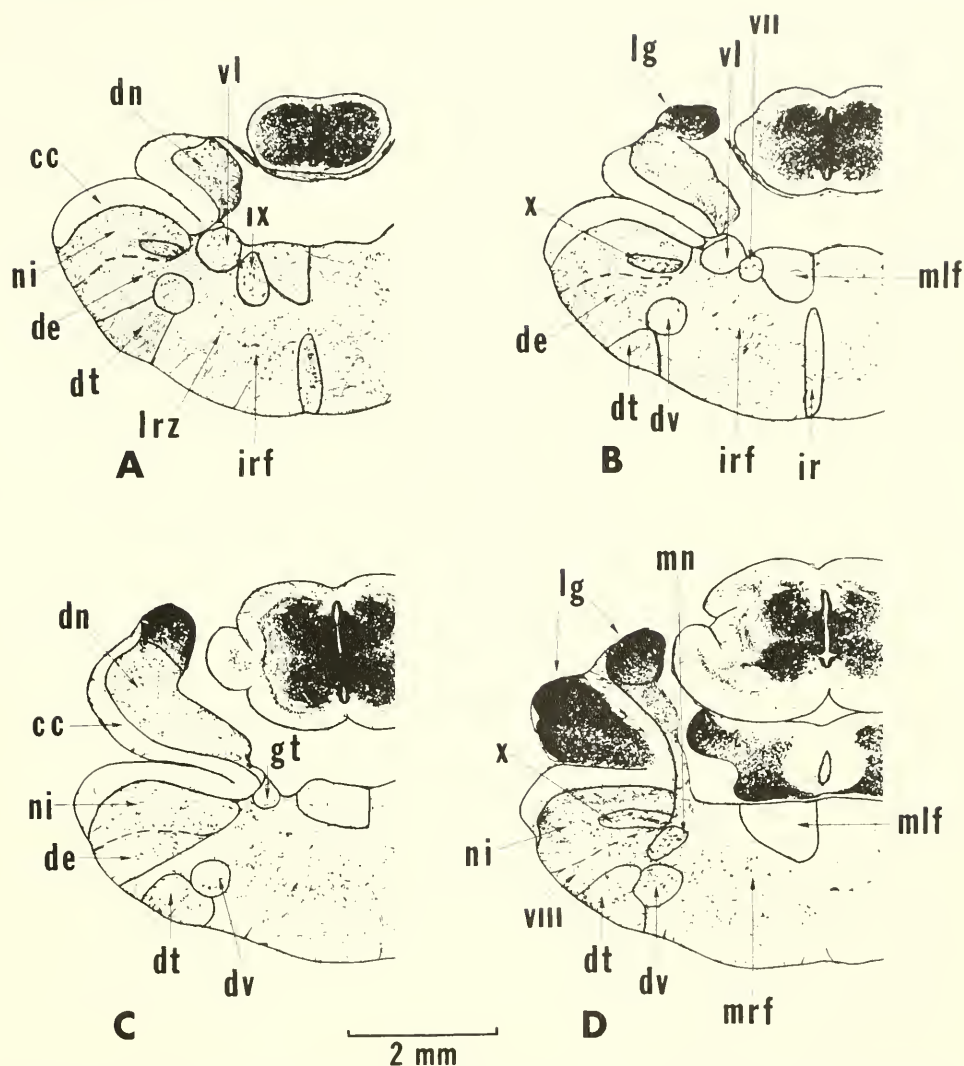 vl
dn
cc
ix
ni
de
dt
lrz
irf
A
lg
vl
vii
x
mlf
de
dt
dv
irf
ir
B
dn
cc
gt
ni
de
dt
dv
C
mn
lg
x
ni
mlf
viii
dt
dv
mrf
D
2 mm